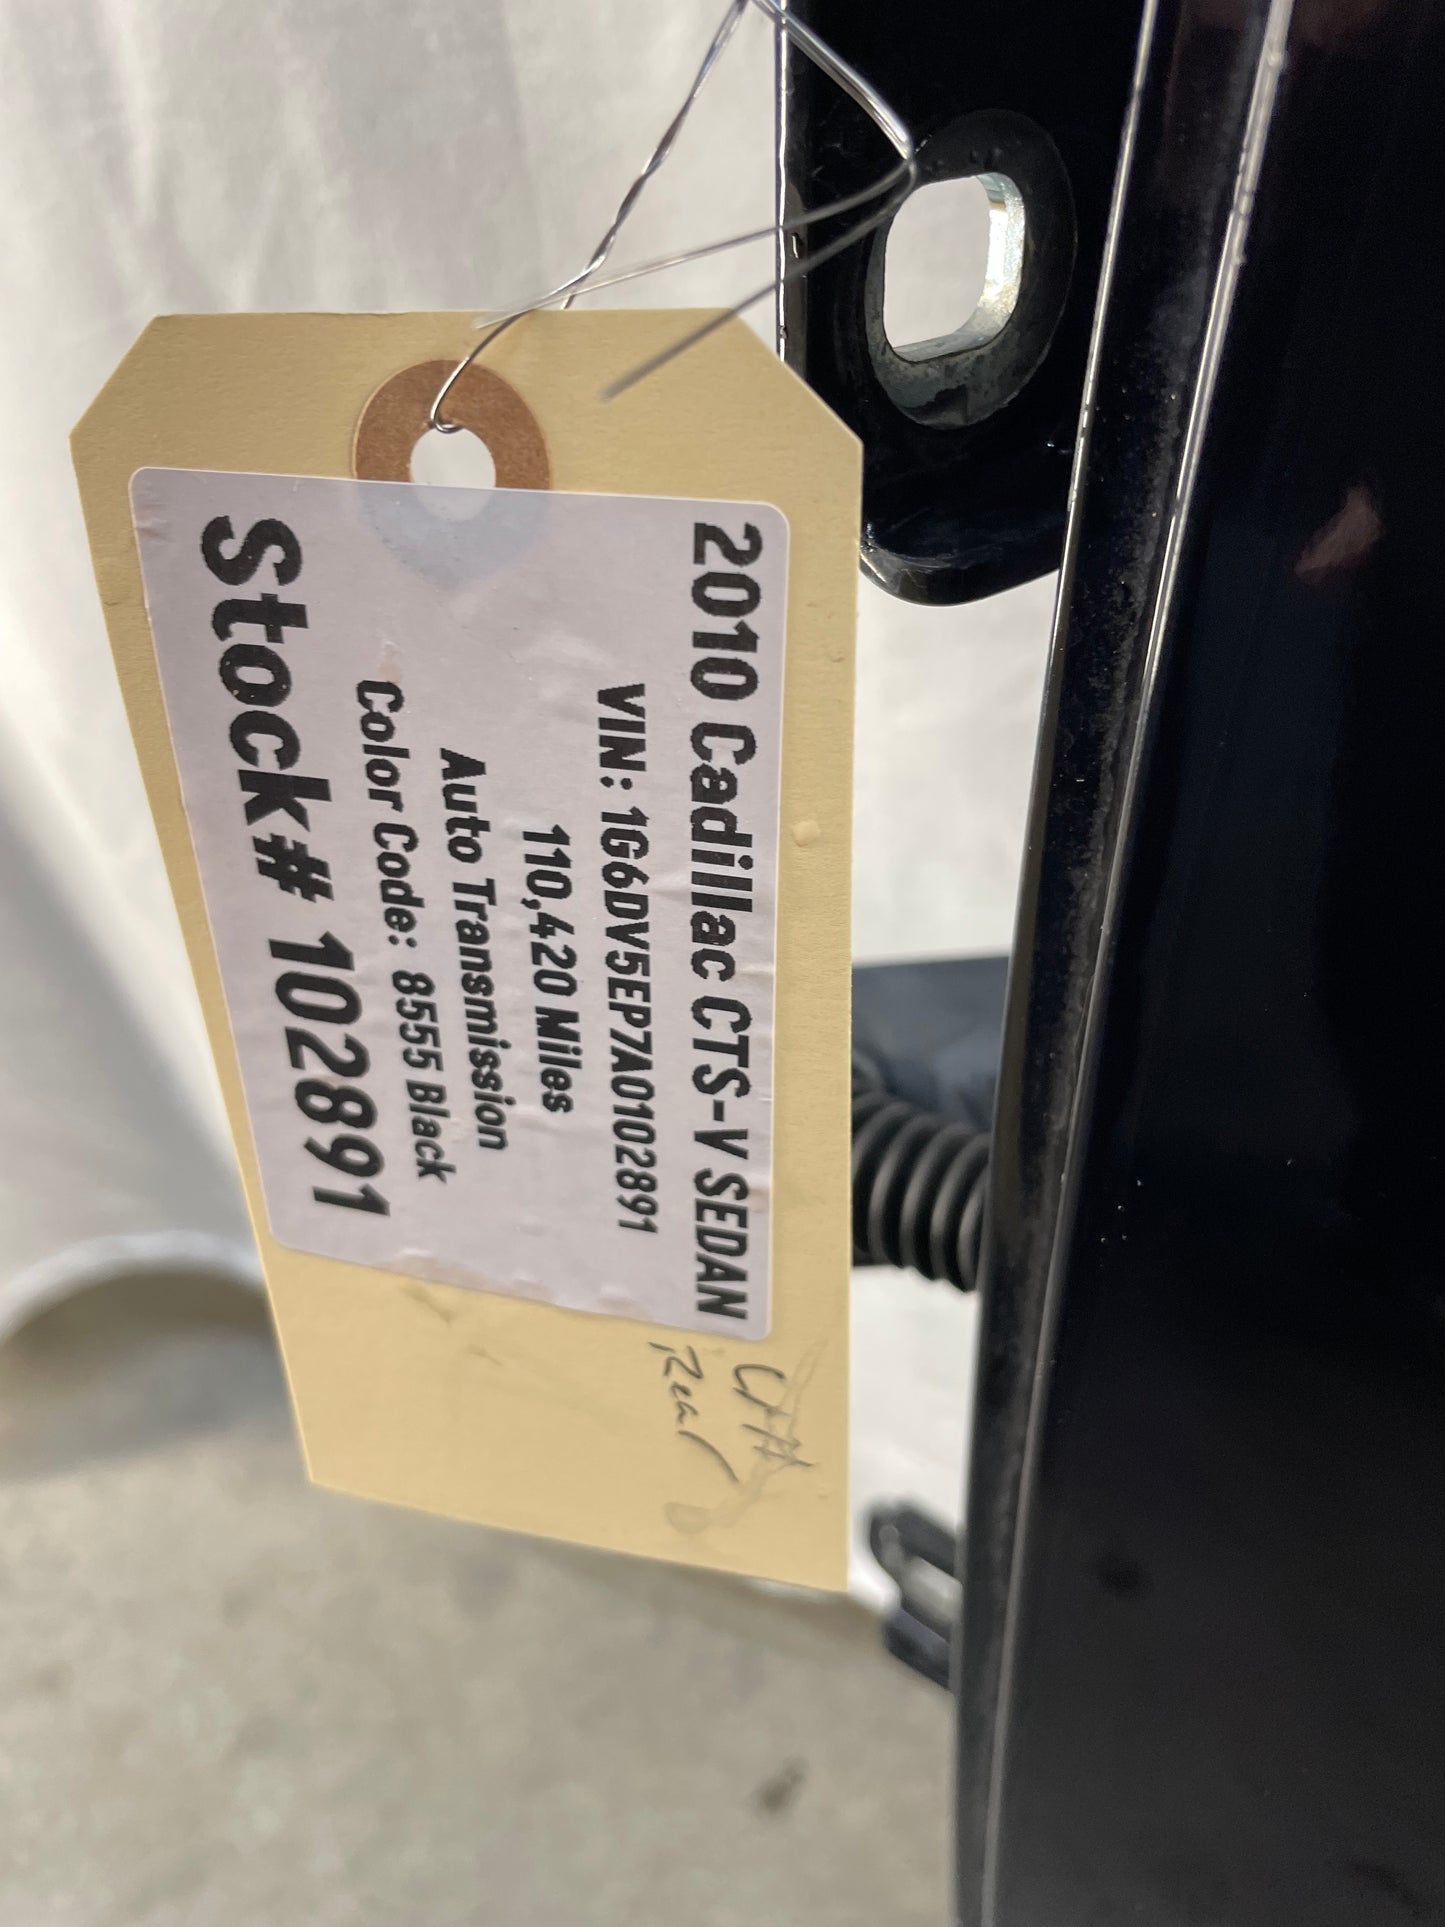 2010 Cadillac CTS-V SEDAN
VIN: 1G6DV5EP7A0102891
110,420 Miles
Auto Transmission
Color Code: 8555 Black
Stock# 102891
LH
Rear